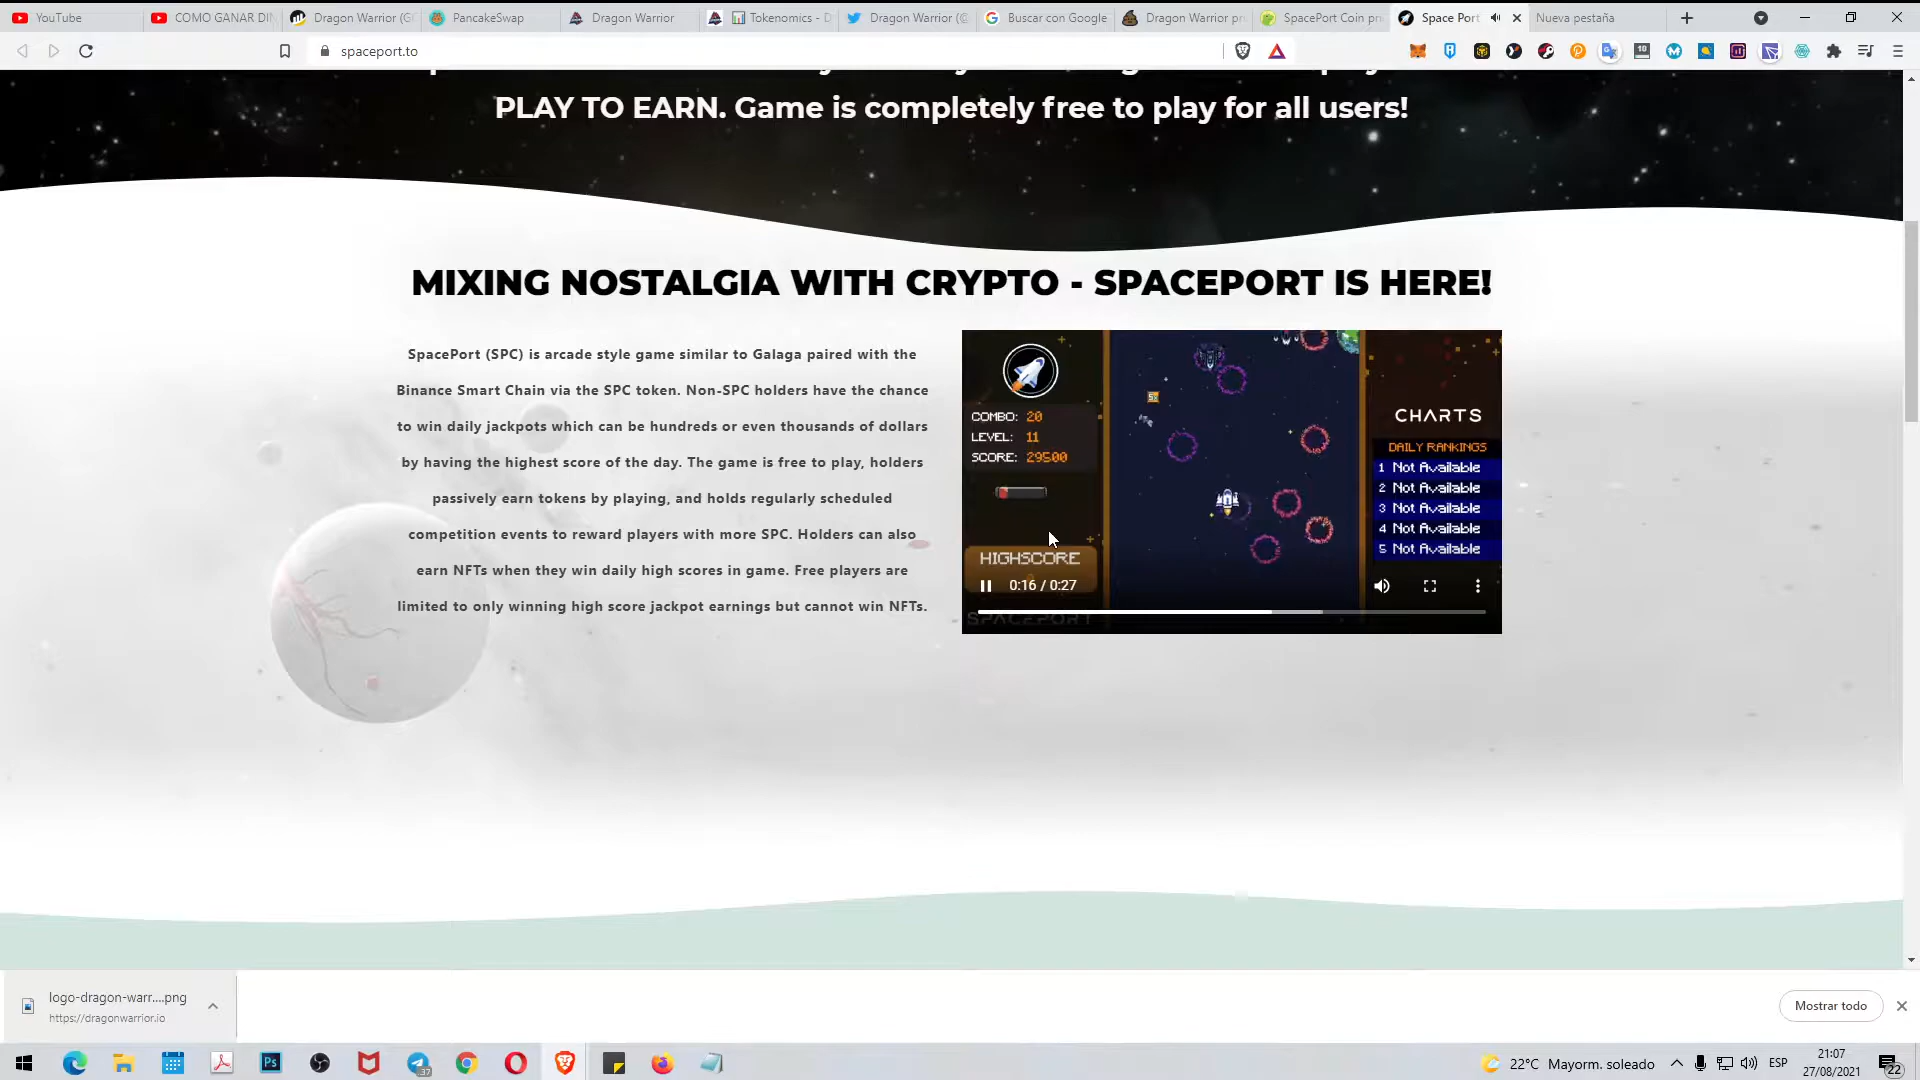 YouTube
COMO GANAR DIN
Dragon Warrior (G
PancakeSwap
Dragon Warrior
Tokenomics - D
Dragon Warrior (@
Buscar con Google
Dragon Warrior pr
SpacePort Coin pri
Space Port
Nueva pestaña
spaceport.to
10
PLAY TO EARN. Game is completely free to play for all users!
MIXING NOSTALGIA WITH CRYPTO - SPACEPORT IS HERE!
SpacePort (SPC) is arcade style game similar to Galaga paired with the
Binance Smart Chain via the SPC token. Non-SPC holders have the chance
to win daily jackpots which can be hundreds or even thousands of dollars
by having the highest score of the day. The game is free to play, holders
passively earn tokens by playing, and holds regularly scheduled
competition events to reward players with more SPC. Holders can also
earn NFTs when they win daily high scores in game. Free players are
limited to only winning high score jackpot earnings but cannot win NFTs.
COMBO: 20
LEVEL: 11
SCORE: 29500
HIGHSCORE
0:16 / 0:27
SPACEPORT
CHARTS
DAILY RANKINGS
1 Not Available
2 Not Available
3 Not Available
4 Not Available
5 Not Available
logo-dragon-warr....png
https://dragonwarrior.io
Mostrar todo
Ps
37
22°C Mayorm. soleado
ESP
21:07
27/08/2021
22